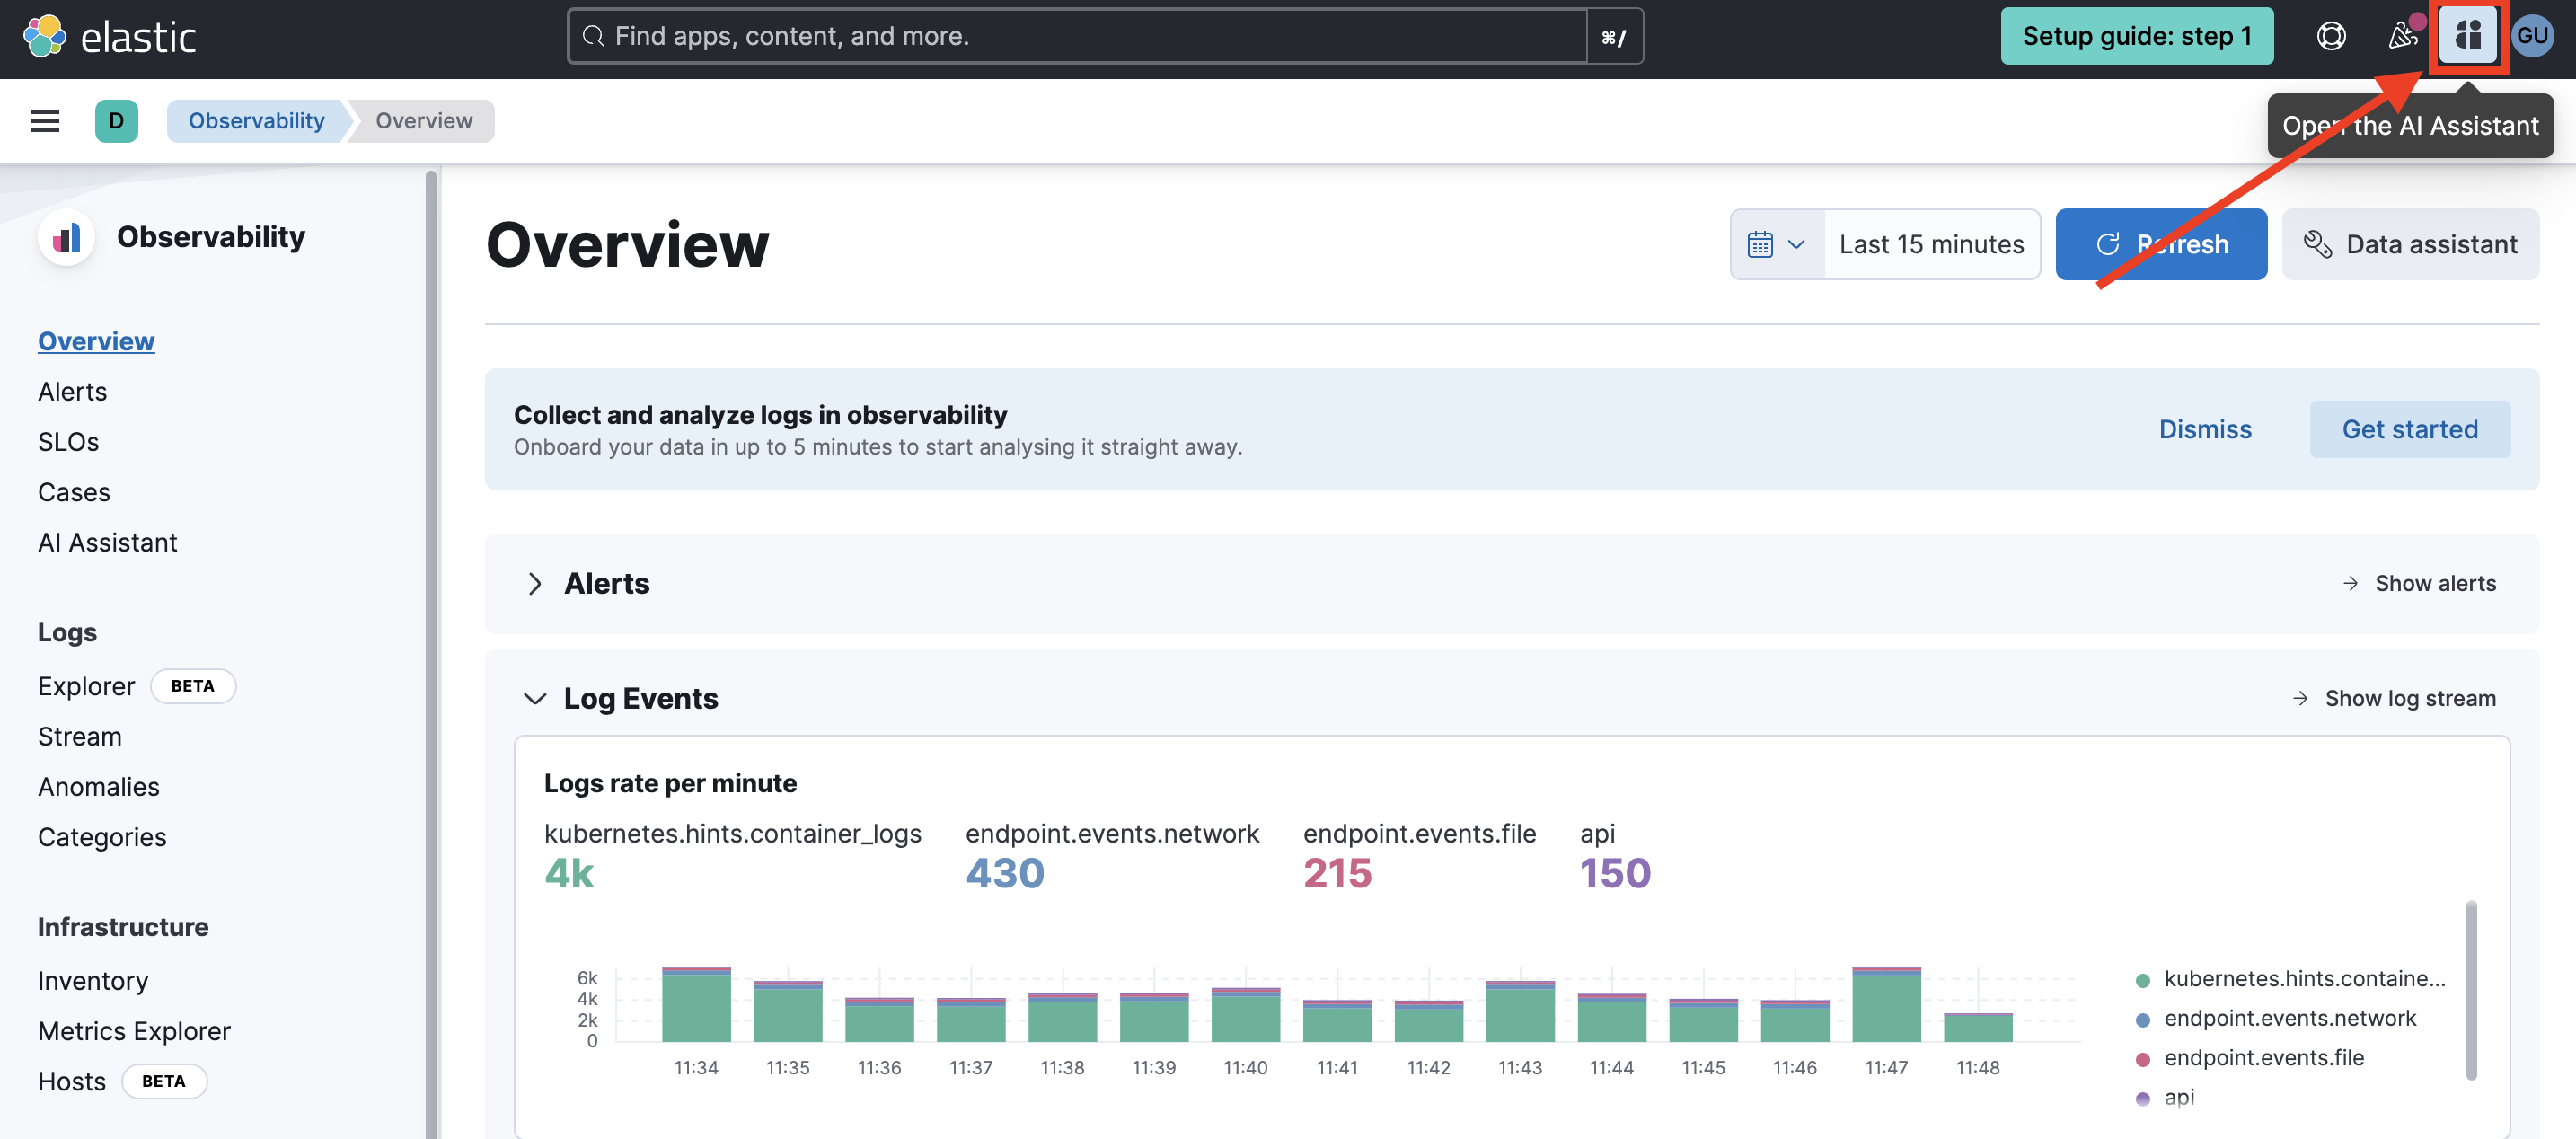 elastic
Find apps, content, and more.
⌘/
Setup guide: step 1
GU
Open the AI Assistant
D
Observability
Overview
Observability
Overview
Alerts
SLOs
Cases
AI Assistant
Logs
Explorer BETA
Stream
Anomalies
Categories
Infrastructure
Inventory
Metrics Explorer
Hosts BETA
Overview
Last 15 minutes
Refresh
Data assistant
Collect and analyze logs in observability
Onboard your data in up to 5 minutes to start analysing it straight away.
Dismiss
Get started
Alerts
Show alerts
Log Events
Show log stream
Logs rate per minute
kubernetes.hints.container_logs
4k
endpoint.events.network
430
endpoint.events.file
215
api
150
6k
4k
2k
0
11:34 11:35 11:36 11:37 11:38 11:39 11:40 11:41 11:42 11:43 11:44 11:45 11:46 11:47 11:48
kubernetes.hints.containe...
endpoint.events.network
endpoint.events.file
api